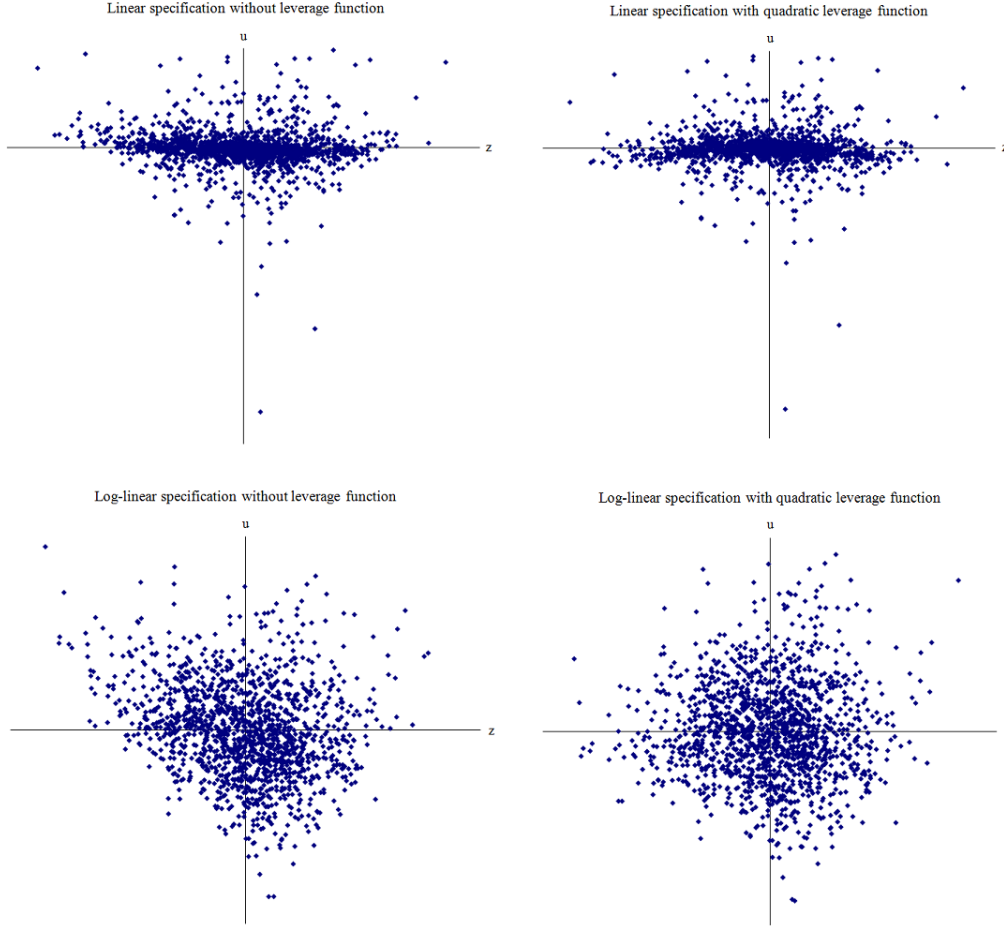 Linear specification without leverage function
u
z
Linear specification with quadratic leverage function
u
z
Log-linear specification without leverage function
u
z
Log-linear specification with quadratic leverage function
u